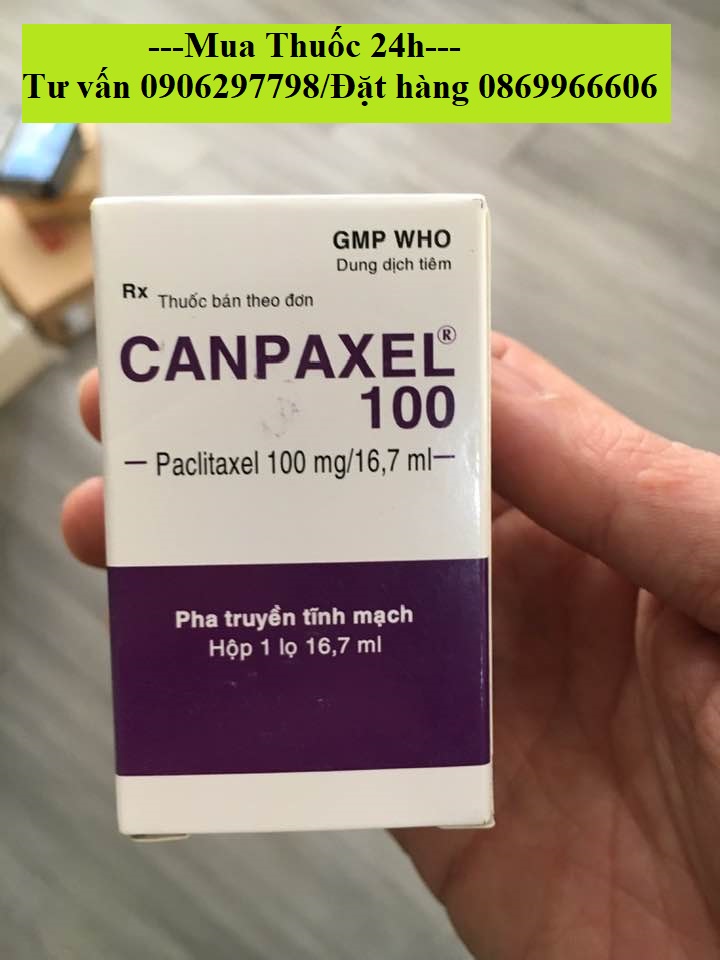 ---Mua Thuốc 24h---
Tư vấn 0906297798/Đặt hàng 0869966606
GMP WHO
Dung dịch tiêm
Rx Thuốc bán theo đơn
CANPAXEL®
100
Paclitaxel 100 mg/16,7 ml
Pha truyền tĩnh mạch
Hộp 1 lọ 16,7 ml